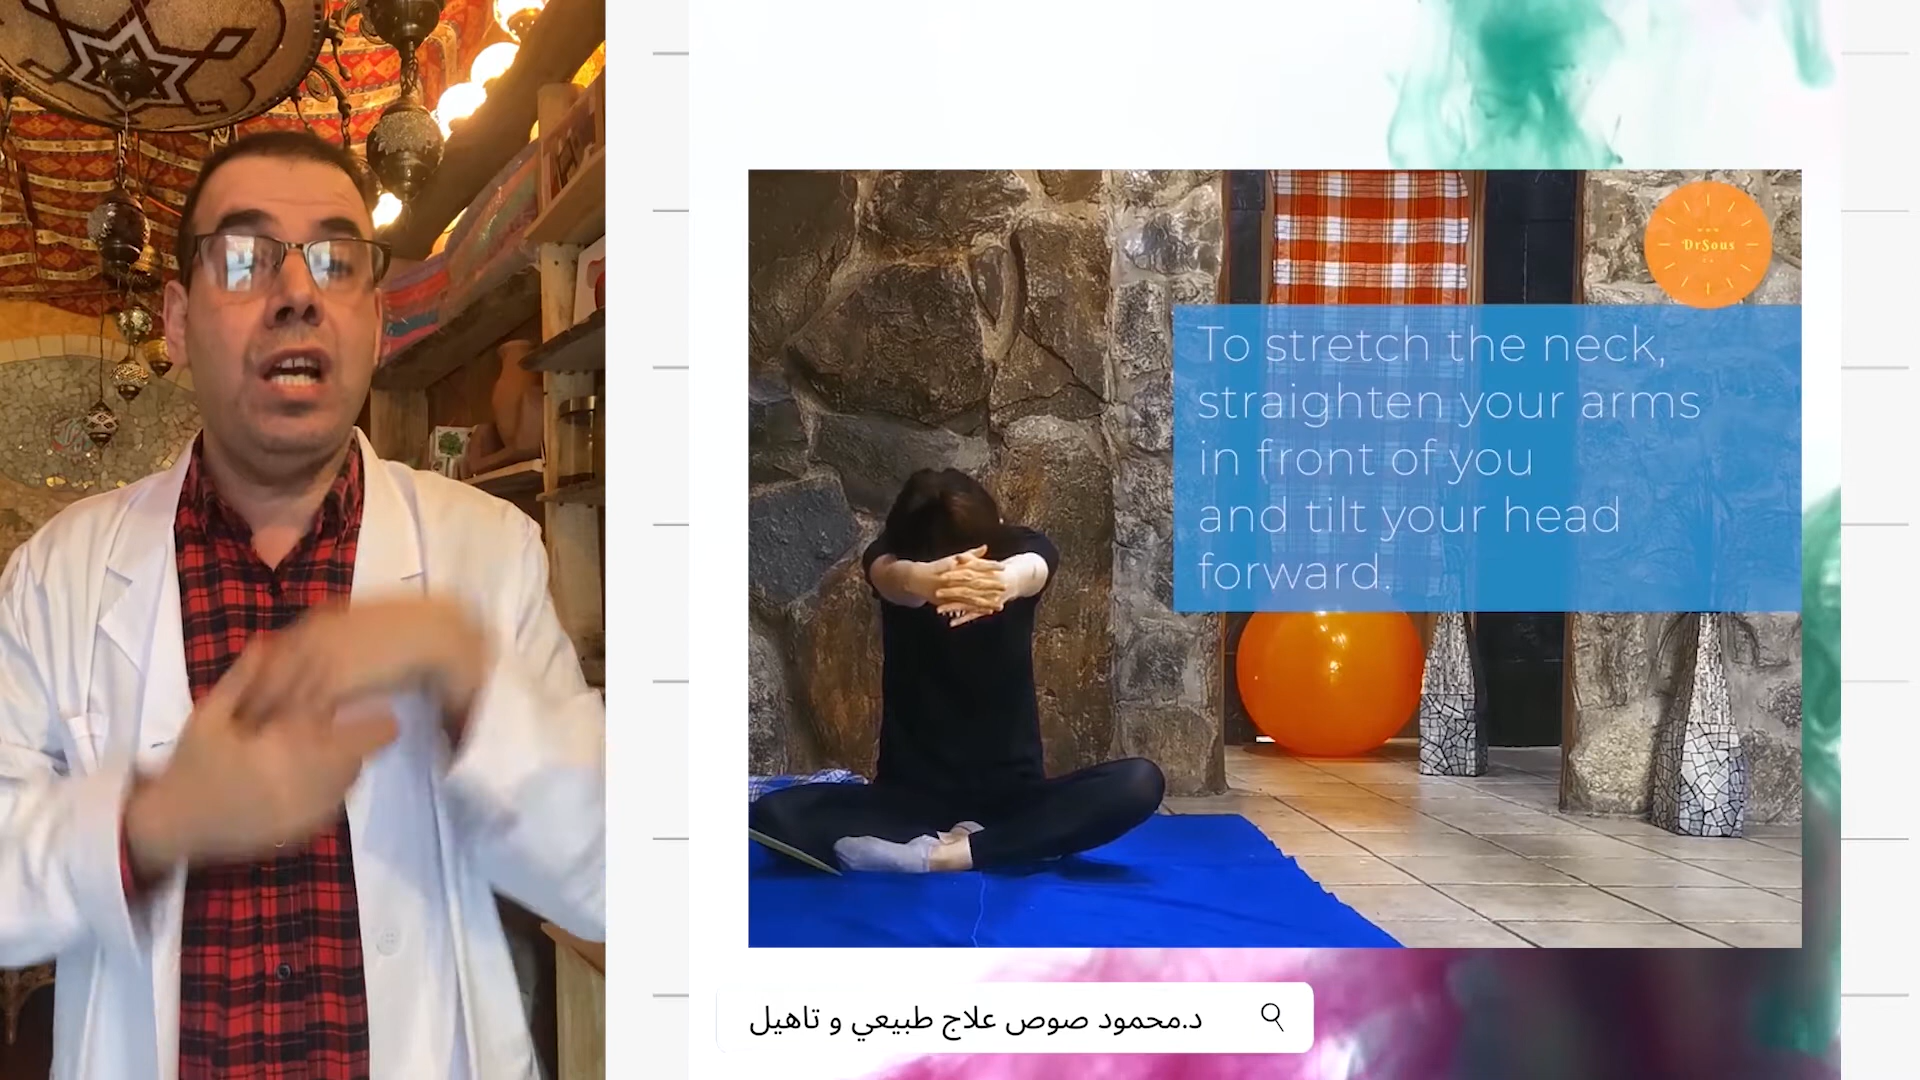 DrSous
To stretch the neck,
straighten your arms
in front of you
and tilt your head
forward.
د.محمود صوص علاج طبيعي و تاهيل